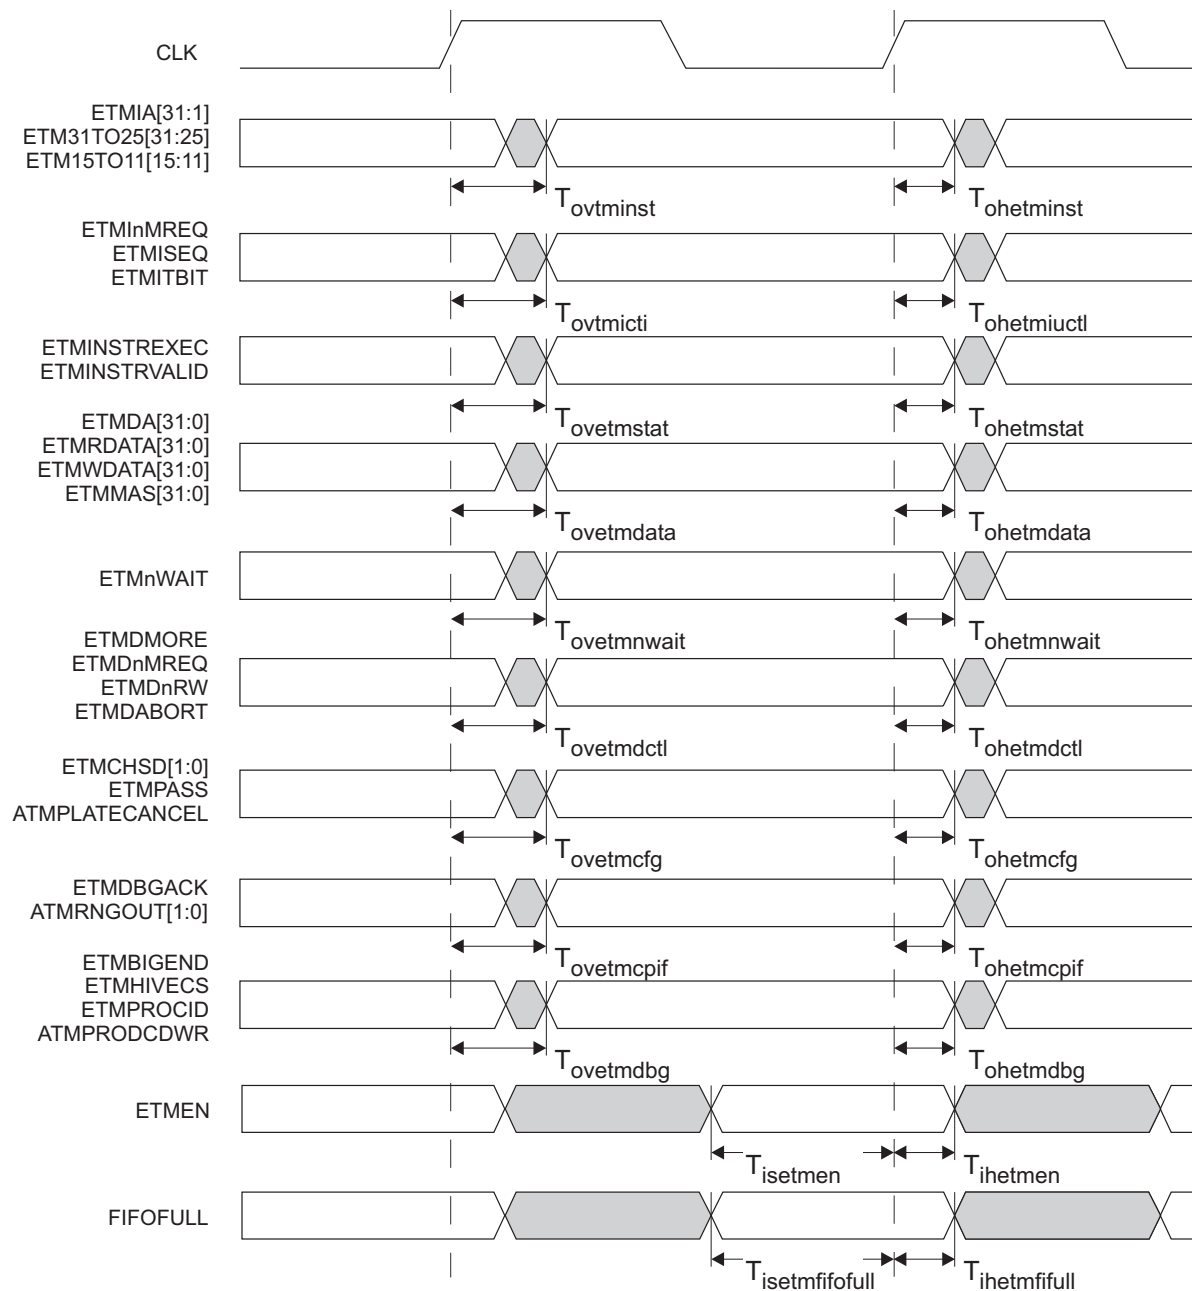 CLK
ETMIA[31:1]
ETM31TO25[31:25]
ETM15TO11[15:11]
Tovtminst
Tohetminst
ETMInMREQ
ETMISEQ
ETMITBIT
Tovtmicti
Tohetmiuctl
ETMINSTREXEC
ETMINSTRVALID
Tovetmstat
Tohetmstat
ETMDA[31:0]
ETMRDATA[31:0]
ETMWDATA[31:0]
ETMMAS[31:0]
Tovetmdata
Tohetmdata
ETMnWAIT
Tovetmnwait
Tohetmnwait
ETMDMORE
ETMDnMREQ
ETMDnRW
ETMDABORT
Tovetmdctl
Tohetmdctl
ETMCHSD[1:0]
ETMPASS
ATMPLATECANCEL
Tovetmcfg
Tohetmcfg
ETMDBGACK
ATMRNGOUT[1:0]
Tovetmcpif
Tohetmcpif
ETMBIGEND
ETMHIVECS
ETMPROCID
ATMPRODCDWR
Tovetmdbg
Tohetmdbg
ETMEN
Tisetmen
Tihetmen
FIFOFULL
Tisetmfifofull
Tihetmfifull